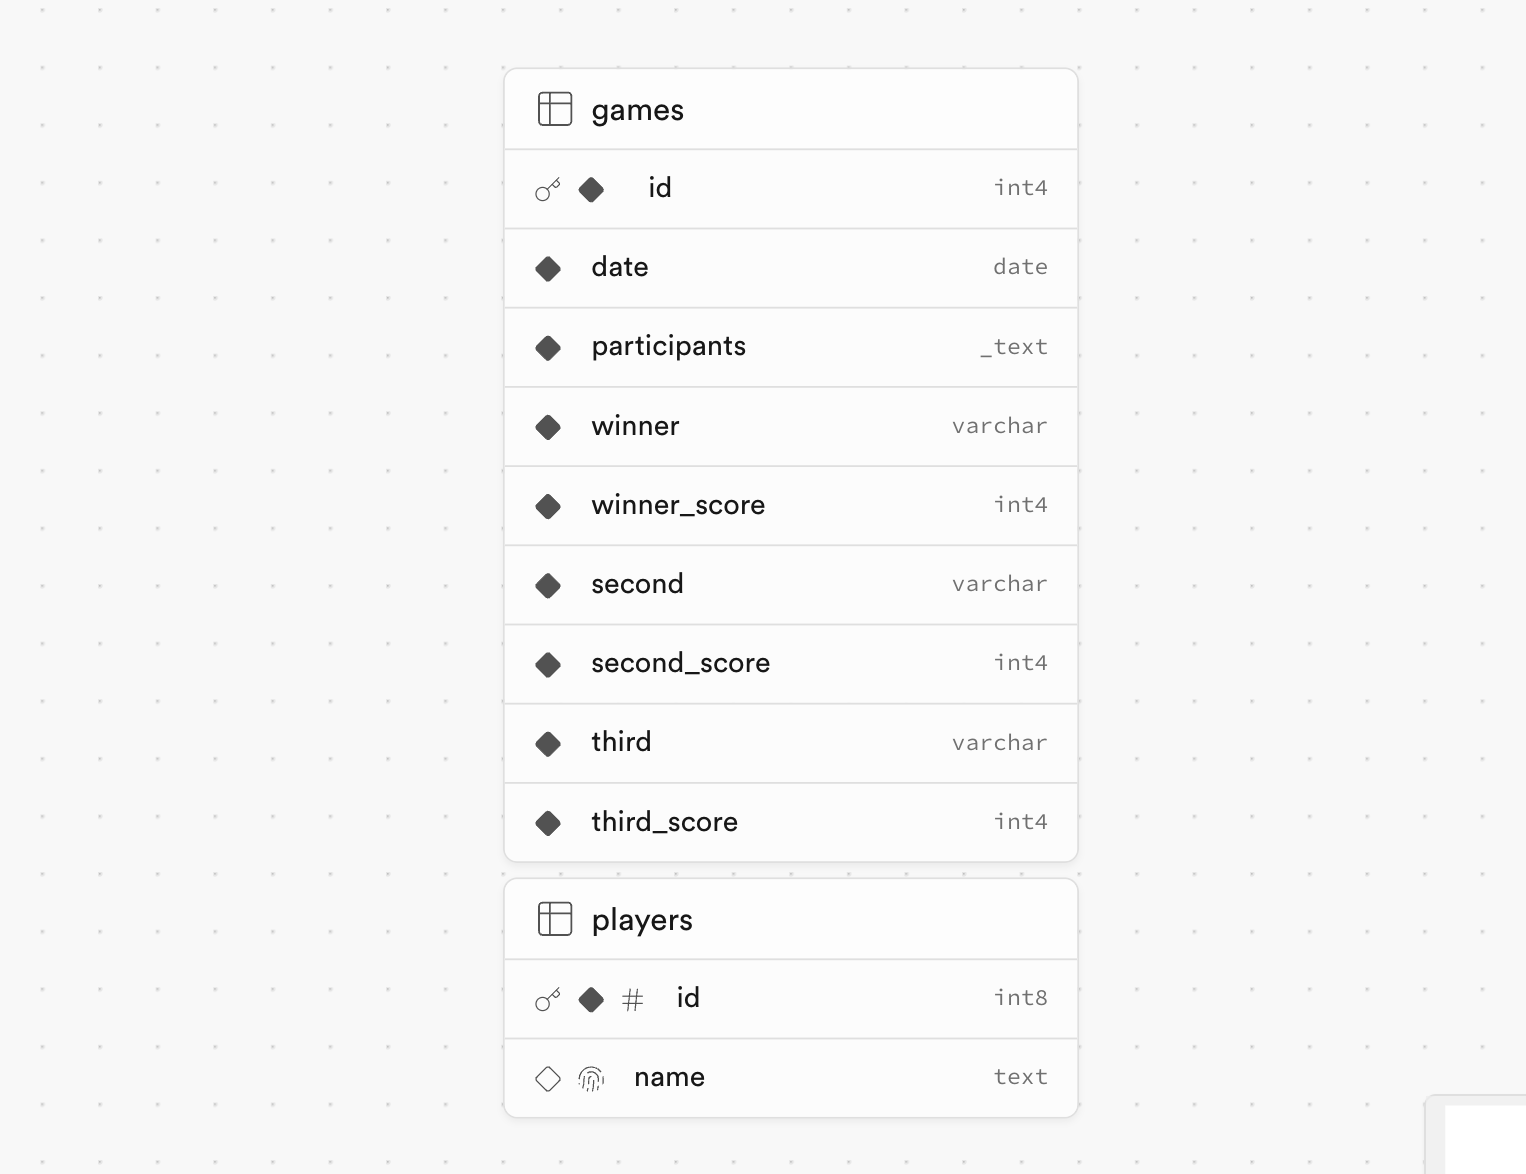 games
id int4
date date
participants _text
winner varchar
winner_score int4
second varchar
second_score int4
third varchar
third_score int4
players
# id int8
name text